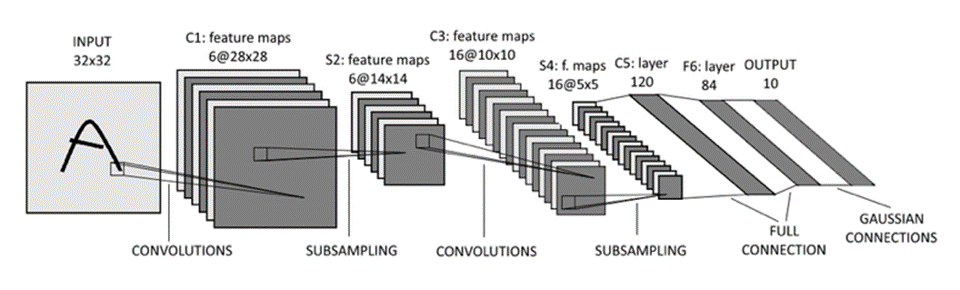 INPUT
32x32
C1: feature maps
6@28x28
S2: feature maps
6@14x14
C3: feature maps
16@10x10
S4: f. maps
16@5x5
C5: layer
120
F6: layer
84
OUTPUT
10
A
CONVOLUTIONS
SUBSAMPLING
CONVOLUTIONS
SUBSAMPLING
FULL
CONNECTION
GAUSSIAN
CONNECTIONS